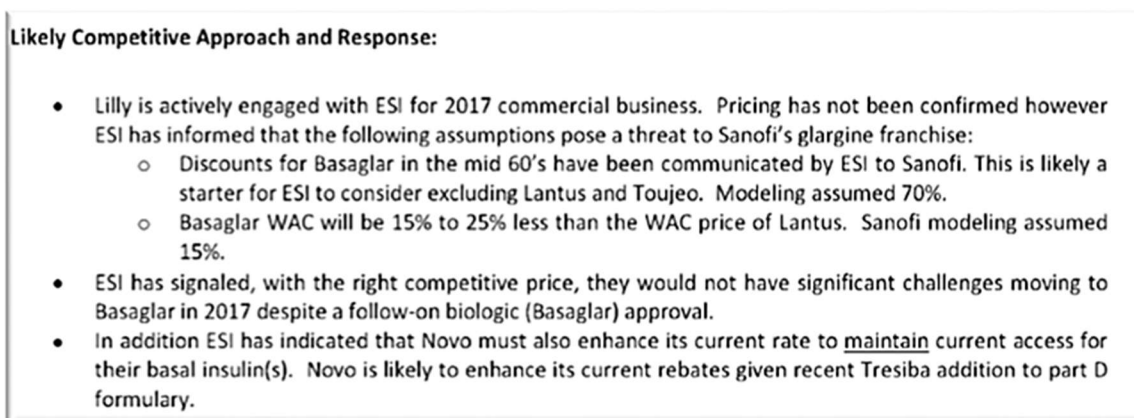 Likely Competitive Approach and Response:
• Lilly is actively engaged with ESI for 2017 commercial business. Pricing has not been confirmed however
ESI has informed that the following assumptions pose a threat to Sanofi's glargine franchise:
o Discounts for Basaglar in the mid 60's have been communicated by ESI to Sanofi. This is likely a
starter for ESI to consider excluding Lantus and Toujeo. Modeling assumed 70%.
o Basaglar WAC will be 15% to 25% less than the WAC price of Lantus. Sanofi modeling assumed
15%.
• ESI has signaled, with the right competitive price, they would not have significant challenges moving to
Basaglar in 2017 despite a follow-on biologic (Basaglar) approval.
• In addition ESI has indicated that Novo must also enhance its current rate to maintain current access for
their basal insulin(s). Novo is likely to enhance its current rebates given recent Tresiba addition to part D
formulary.